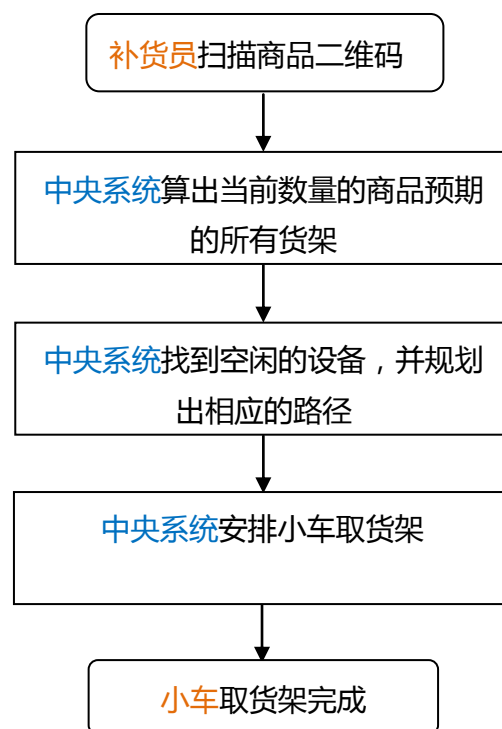 补货员扫描商品二维码
中央系统算出当前数量的商品预期
的所有货架
中央系统找到空闲的设备，并规划
出相应的路径
中央系统安排小车取货架
小车取货架完成